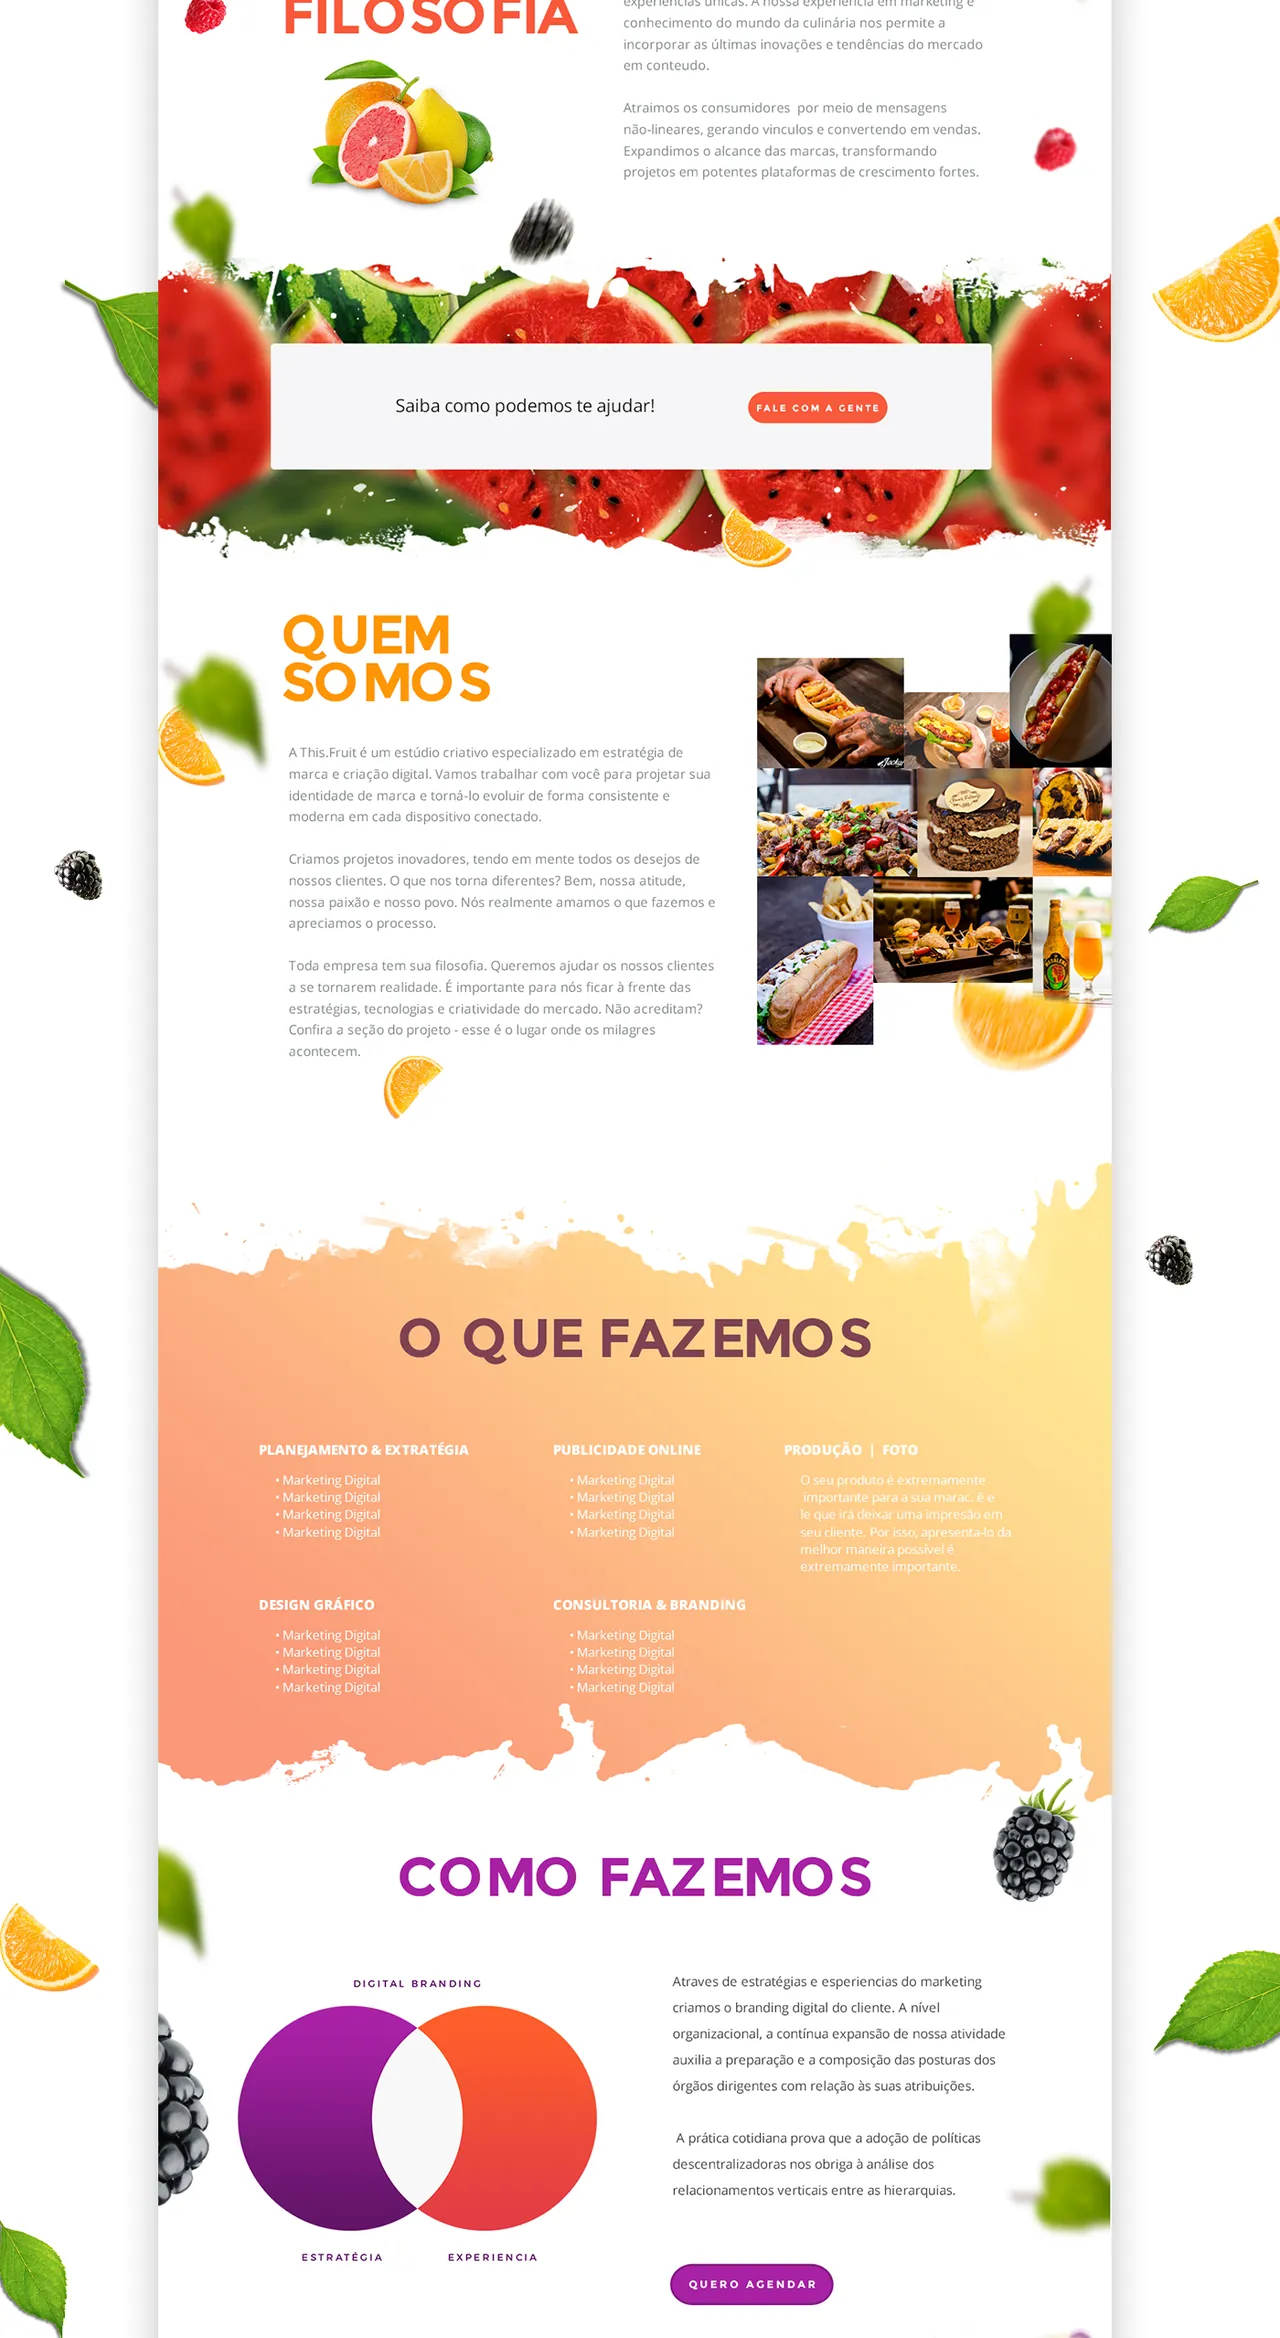 FILOSOFIA
experiências únicas. A nossa experiência em marketing e
conhecimento do mundo da culinária nos permite a
incorporar as últimas inovações e tendências do mercado
em conteudo.
Atraimos os consumidores  por meio de mensagens
não-lineares, gerando vinculos e convertendo em vendas.
Expandimos o alcance das marcas, transformando
projetos em potentes plataformas de crescimento fortes.
Saiba como podemos te ajudar!
FALE COM A GENTE
QUEM
SOMOS
A This.Fruit é um estúdio criativo especializado em estratégia de
marca e criação digital. Vamos trabalhar com você para projetar sua
identidade de marca e torná-lo evoluir de forma consistente e
moderna em cada dispositivo conectado.
Criamos projetos inovadores, tendo em mente todos os desejos de
nossos clientes. O que nos torna diferentes? Bem, nossa atitude,
nossa paixão e nosso povo. Nós realmente amamos o que fazemos e
apreciamos o processo.
Toda empresa tem sua filosofia. Queremos ajudar os nossos clientes
a se tornarem realidade. É importante para nós ficar à frente das
estratégias, tecnologias e criatividade do mercado. Não acreditam?
Confira a seção do projeto - esse é o lugar onde os milagres
acontecem.
O QUE FAZEMOS
PLANEJAMENTO & EXTRATÉGIA
• Marketing Digital
• Marketing Digital
• Marketing Digital
• Marketing Digital
PUBLICIDADE ONLINE
• Marketing Digital
• Marketing Digital
• Marketing Digital
• Marketing Digital
PRODUÇÃO | FOTO
O seu produto é extremamente
importante para a sua marac. ê e
le que irá deixar uma impresão em
seu cliente. Por isso, apresenta-lo da
melhor maneira possível é
extremamente importante.
DESIGN GRÁFICO
• Marketing Digital
• Marketing Digital
• Marketing Digital
• Marketing Digital
CONSULTORIA & BRANDING
• Marketing Digital
• Marketing Digital
• Marketing Digital
• Marketing Digital
COMO FAZEMOS
DIGITAL BRANDING
ESTRATÉGIA
EXPERIENCIA
Atraves de estratégias e esperiencias do marketing
criamos o branding digital do cliente. A nível
organizacional, a contínua expansão de nossa atividade
auxilia a preparação e a composição das posturas dos
órgãos dirigentes com relação às suas atribuições.
A prática cotidiana prova que a adoção de políticas
descentralizadoras nos obriga à análise dos
relacionamentos verticais entre as hierarquias.
QUERO AGENDAR